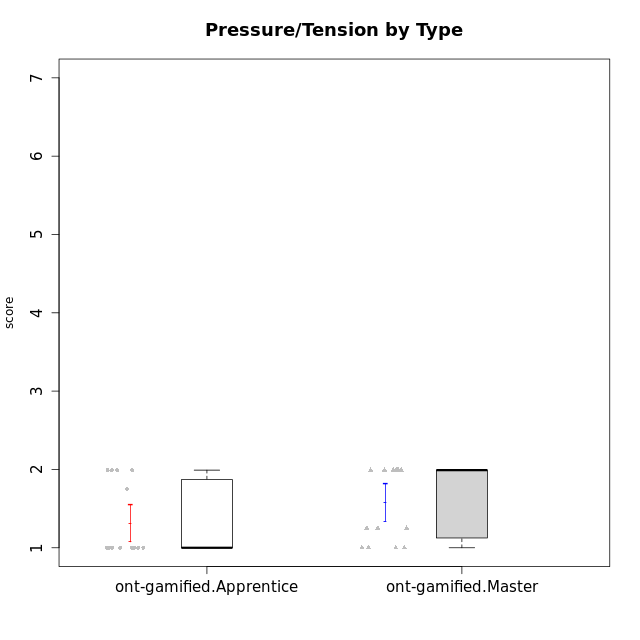 Pressure/Tension by Type
7
6
5
4
3
2
1
score
ont-gamified.Apprentice
ont-gamified.Master